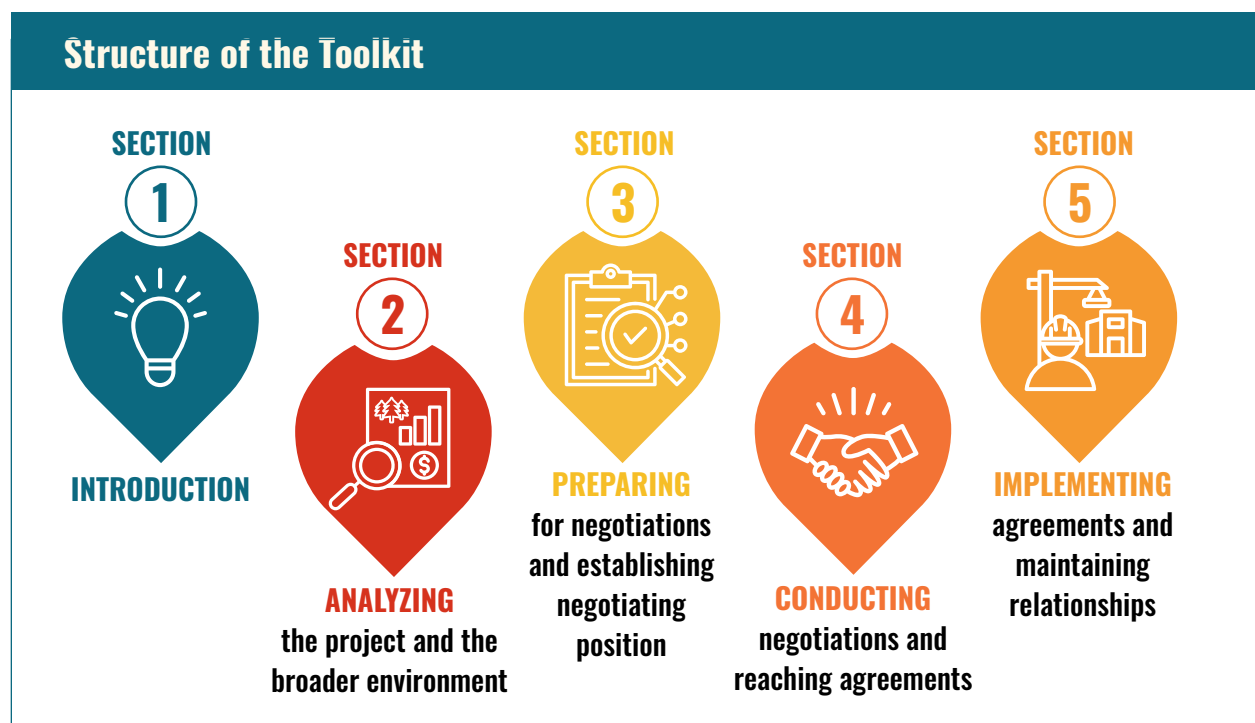 Structure of the Toolkit
SECTION
1
INTRODUCTION
SECTION
2
$
ANALYZING
the project and the
broader environment
SECTION
3
PREPARING
for negotiations
and establishing
negotiating
position
SECTION
4
CONDUCTING
negotiations and
reaching agreements
SECTION
5
IMPLEMENTING
agreements and
maintaining
relationships